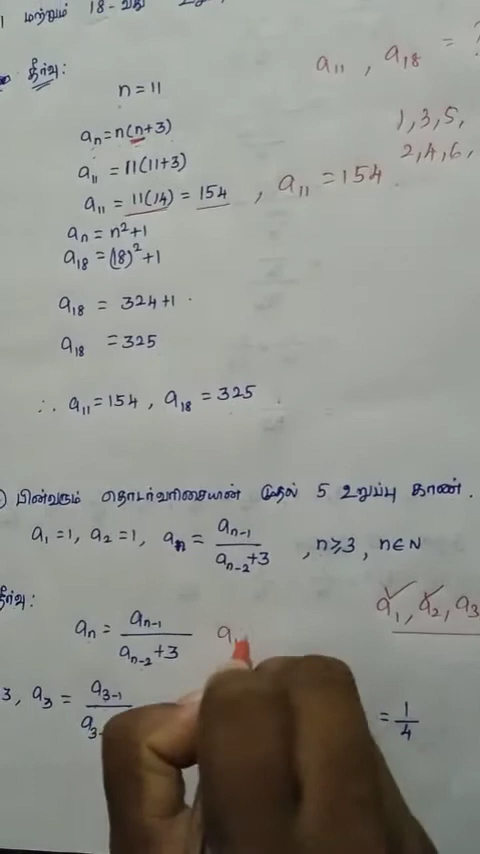 மற்றும் 18-வது
தீர்வு:
a₁₁ , a₁₈ = ?
n = 11
aₙ = n(n+3)
1, 3, 5,
a₁₁ = 11(11+3)
2, 4, 6,
a₁₁ = 11(14) = 154 , a₁₁ = 154
aₙ = n²+1
a₁₈ = (18)²+1
a₁₈ = 324+1
a₁₈ = 325
∴ a₁₁ = 154 , a₁₈ = 325
பின்வரும் தொடர்வரிசையின் முதல் 5 உறுப்பு காண்.
a₁ = 1, a₂ = 1, aₙ = aₙ₋₁ / aₙ₋₂+3 , n ≥ 3 , n ∈ N
தீர்வு:
a₁, a₂, a₃
aₙ = aₙ₋₁ / aₙ₋₂+3
3, a₃ = a₃₋₁ / a₃₋ = 1/4